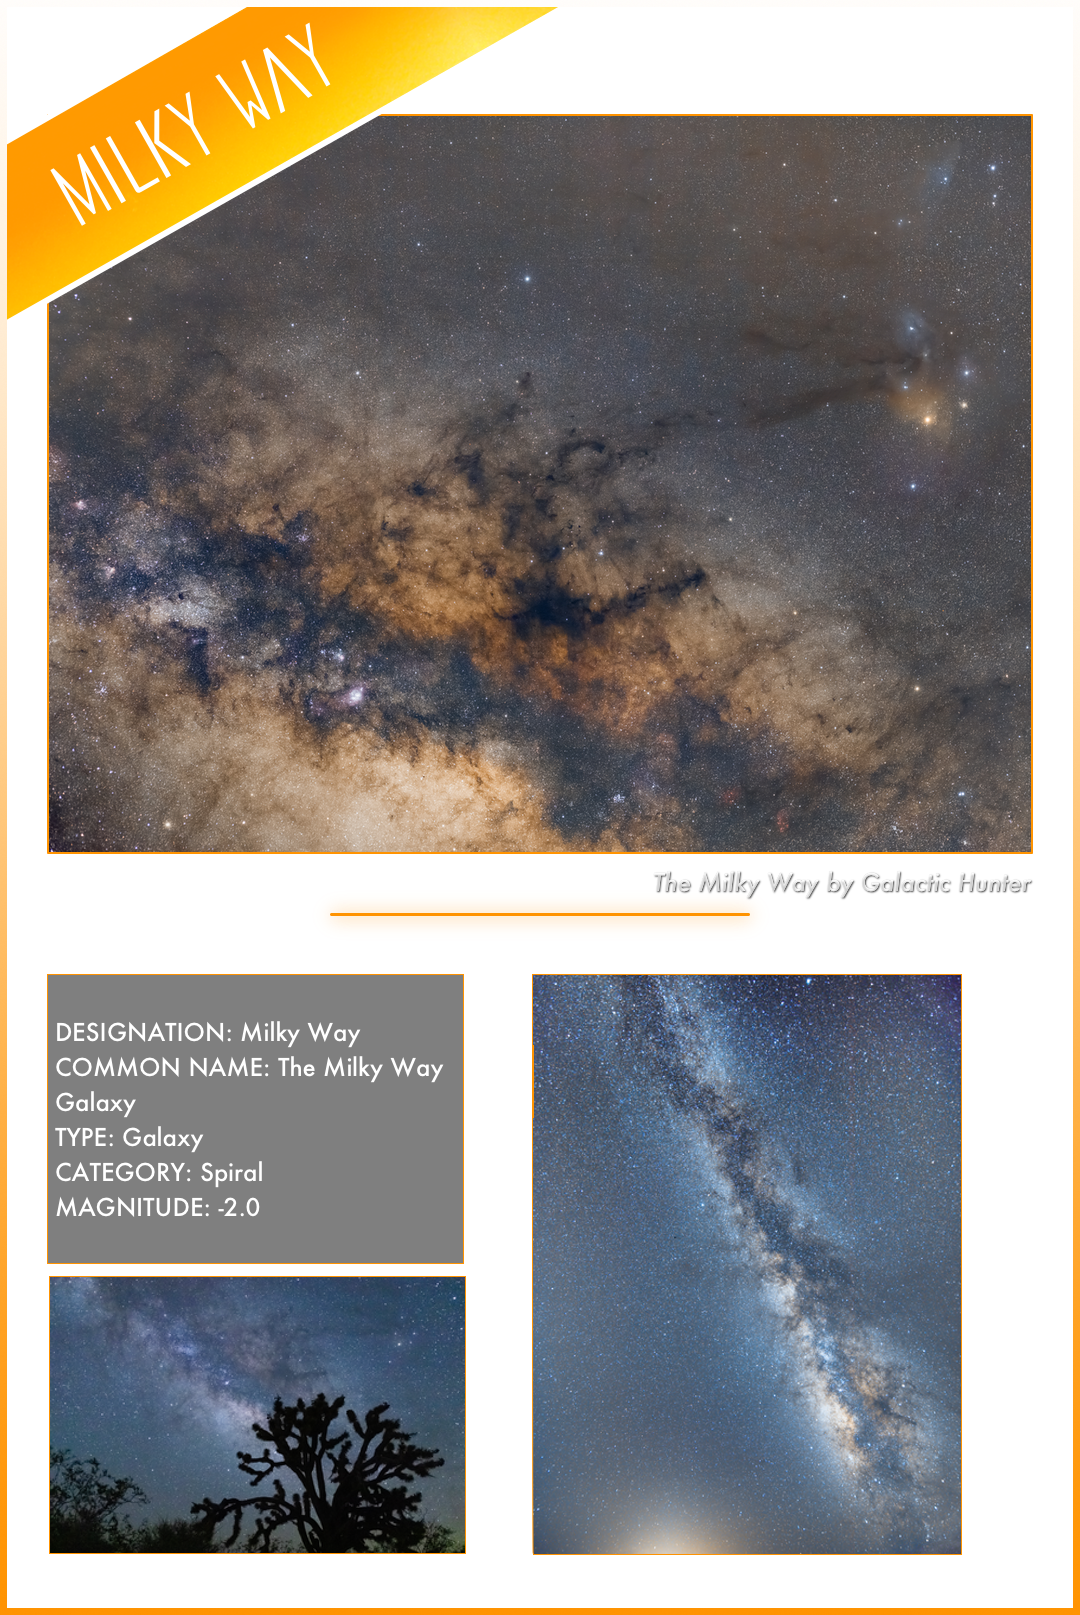 MILKY WAY
The Milky Way by Galactic Hunter
DESIGNATION: Milky Way
COMMON NAME: The Milky Way
Galaxy
TYPE: Galaxy
CATEGORY: Spiral
MAGNITUDE: -2.0